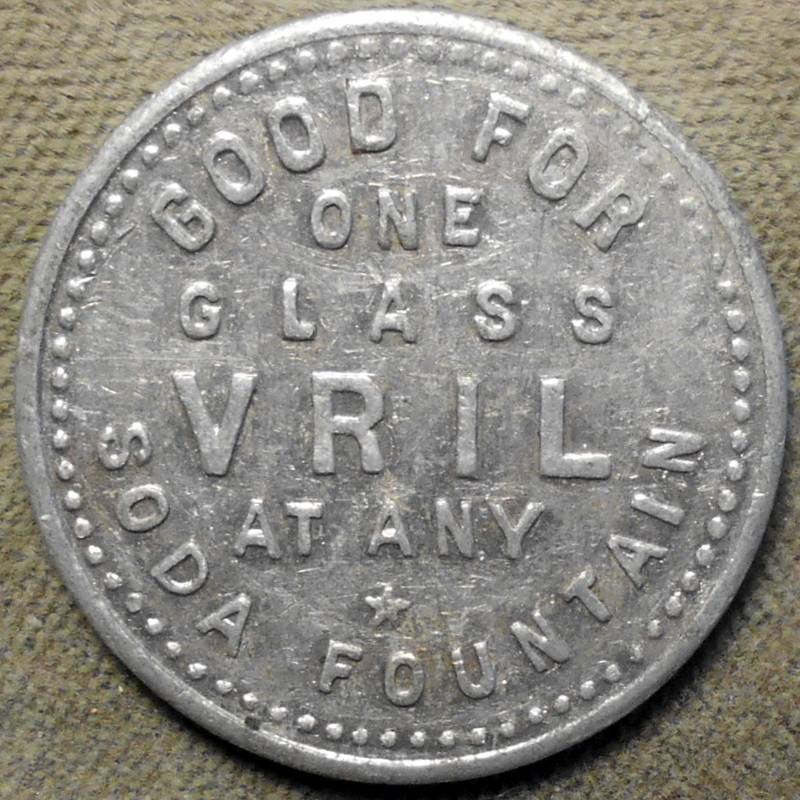 GOOD FOR
ONE
GLASS
VRIL
AT ANY
SODA FOUNTAIN